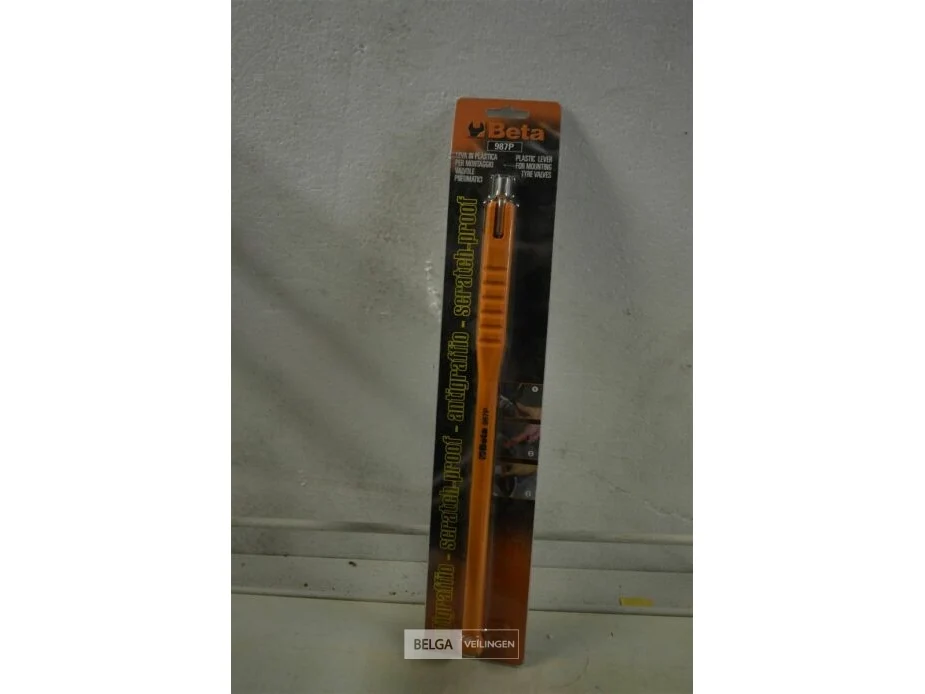 Beta
987P
LEVA IN PLASTICA
PER MONTAGGIO
VALVOLE
PNEUMATICI
PLASTIC LEVER
FOR MOUNTING
TYRE VALVES
antigraffio - scratch-proof - antigraffio - scratch-proof
Beta 987P
BELGA VEILINGEN